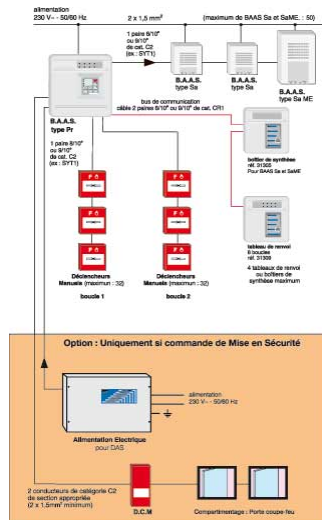 alimentation
230 V~ - 50/60 Hz
2 x 1,5 mm²
(maximum de BAAS Sa et SaME : 50)
1 paire 8/10°
ou 9/10°
de cat. C2
(ex : SYT1)
B.A.A.S.
type Sa
B.A.A.S.
type Sa
B.A.A.S.
type Sa ME
B.A.A.S.
type Pr
bus de communication
câble 2 paires 8/10° ou 9/10° de cat. CR1
1 paire 8/10°
ou 9/10°
de cat. C2
(ex : SYT1)
boîtier de synthèse
réf. 31305
Pour BAAS Sa et SaME
Déclencheurs
Manuels (maximun : 32)
boucle 1
Déclencheurs
Manuels (maximun : 32)
boucle 2
tableau de renvoi
8 boucles
réf. 31309
4 tableaux de renvoi
ou boîtiers de
synthèse maximum
Option : Uniquement si commande de Mise en Sécurité
alimentation
230 V~ - 50/60 Hz
Alimentation Electrique
pour DAS
2 conducteurs de catégorie C2
de section appropriée
(2 x 1,5mm² minimum)
D.C.M
Compartimentage : Porte coupe-feu